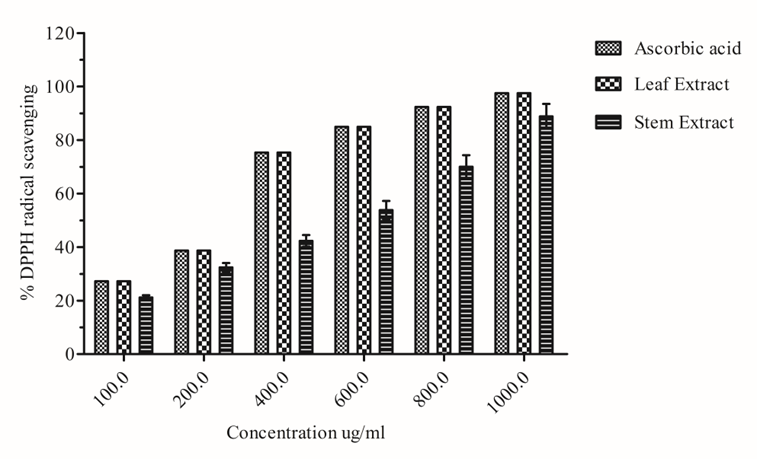 % DPPH radical scavenging
120
100
80
60
40
20
0
100.0
200.0
400.0
600.0
800.0
1000.0
Concentration ug/ml
Ascorbic acid
Leaf Extract
Stem Extract